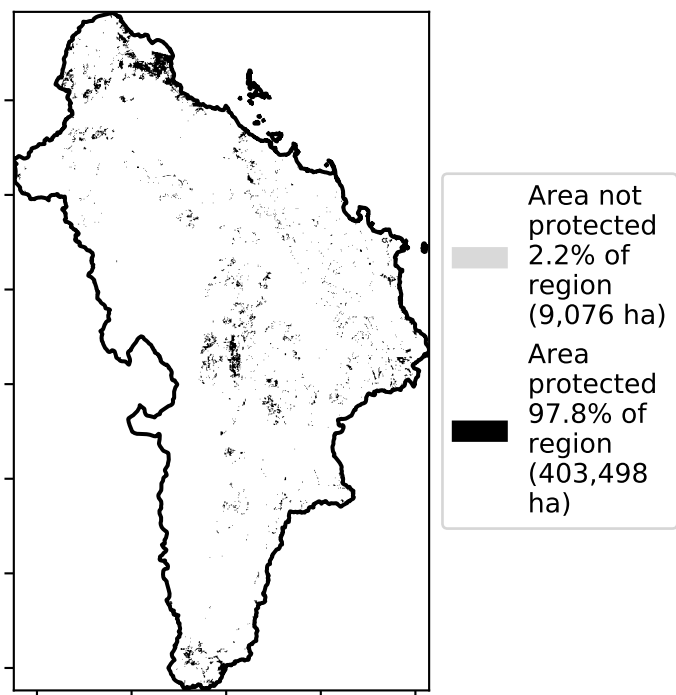 Area not
protected
2.2% of
region
(9,076 ha)
Area
protected
97.8% of
region
(403,498
ha)